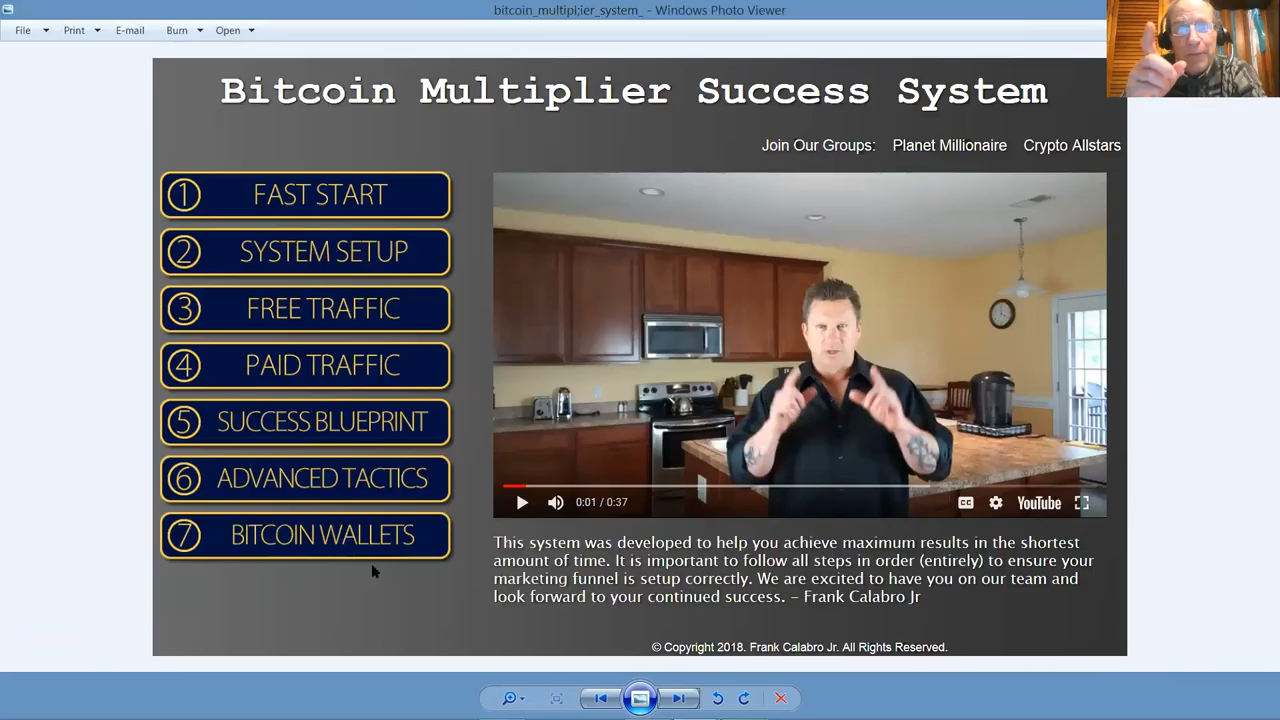 bitcoin_multipl;ier_system_ - Windows Photo Viewer
File Print E-mail Burn Open
Bitcoin Multiplier Success System
Join Our Groups: Planet Millionaire Crypto Allstars
1 FAST START
2 SYSTEM SETUP
3 FREE TRAFFIC
4 PAID TRAFFIC
5 SUCCESS BLUEPRINT
6 ADVANCED TACTICS
7 BITCOIN WALLETS
0:01 / 0:37 CC YouTube
This system was developed to help you achieve maximum results in the shortest
amount of time. It is important to follow all steps in order (entirely) to ensure your
marketing funnel is setup correctly. We are excited to have you on our team and
look forward to your continued success. – Frank Calabro Jr
© Copyright 2018. Frank Calabro Jr. All Rights Reserved.